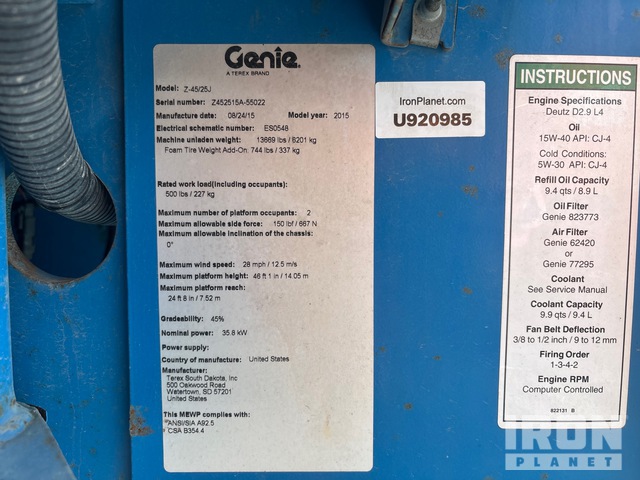 Genie
A TEREX BRAND
Model: Z-45/25J
Serial number: Z452515A-55022
Manufacture date: 08/24/15 Model year: 2015
Electrical schematic number: ES0548
Machine unladen weight: 13669 lbs / 6201 kg
Foam Tire Weight Add-On: 744 lbs / 337 kg
Rated work load(including occupants):
500 lbs / 227 kg
Maximum number of platform occupants: 2
Maximum allowable side force: 150 lbf / 667 N
Maximum allowable inclination of the chassis:
0°
Maximum wind speed: 28 mph / 12.5 m/s
Maximum platform height: 46 ft 1 in / 14.05 m
Maximum platform reach:
24 ft 8 in / 7.52 m
Gradeability: 45%
Nominal power: 35.8 kW
Power supply:
Country of manufacture: United States
Manufacturer:
Terex South Dakota, Inc
500 Oakwood Road
Watertown, SD 57201
United States
This MEWP complies with:
ANSI/SIA A92.5
CSA B354.4
IronPlanet.com
U920985
INSTRUCTIONS
Engine Specifications
Deutz D2.9 L4
Oil
15W-40 API: CJ-4
Cold Conditions:
5W-30 API: CJ-4
Refill Oil Capacity
9.4 qts / 8.9 L
Oil Filter
Genie 823773
Air Filter
Genie 62420
or
Genie 77295
Coolant
See Service Manual
Coolant Capacity
9.9 qts / 9.4 L
Fan Belt Deflection
3/8 to 1/2 inch / 9 to 12 mm
Firing Order
1-3-4-2
Engine RPM
Computer Controlled
822131 B
IRON
PLANET